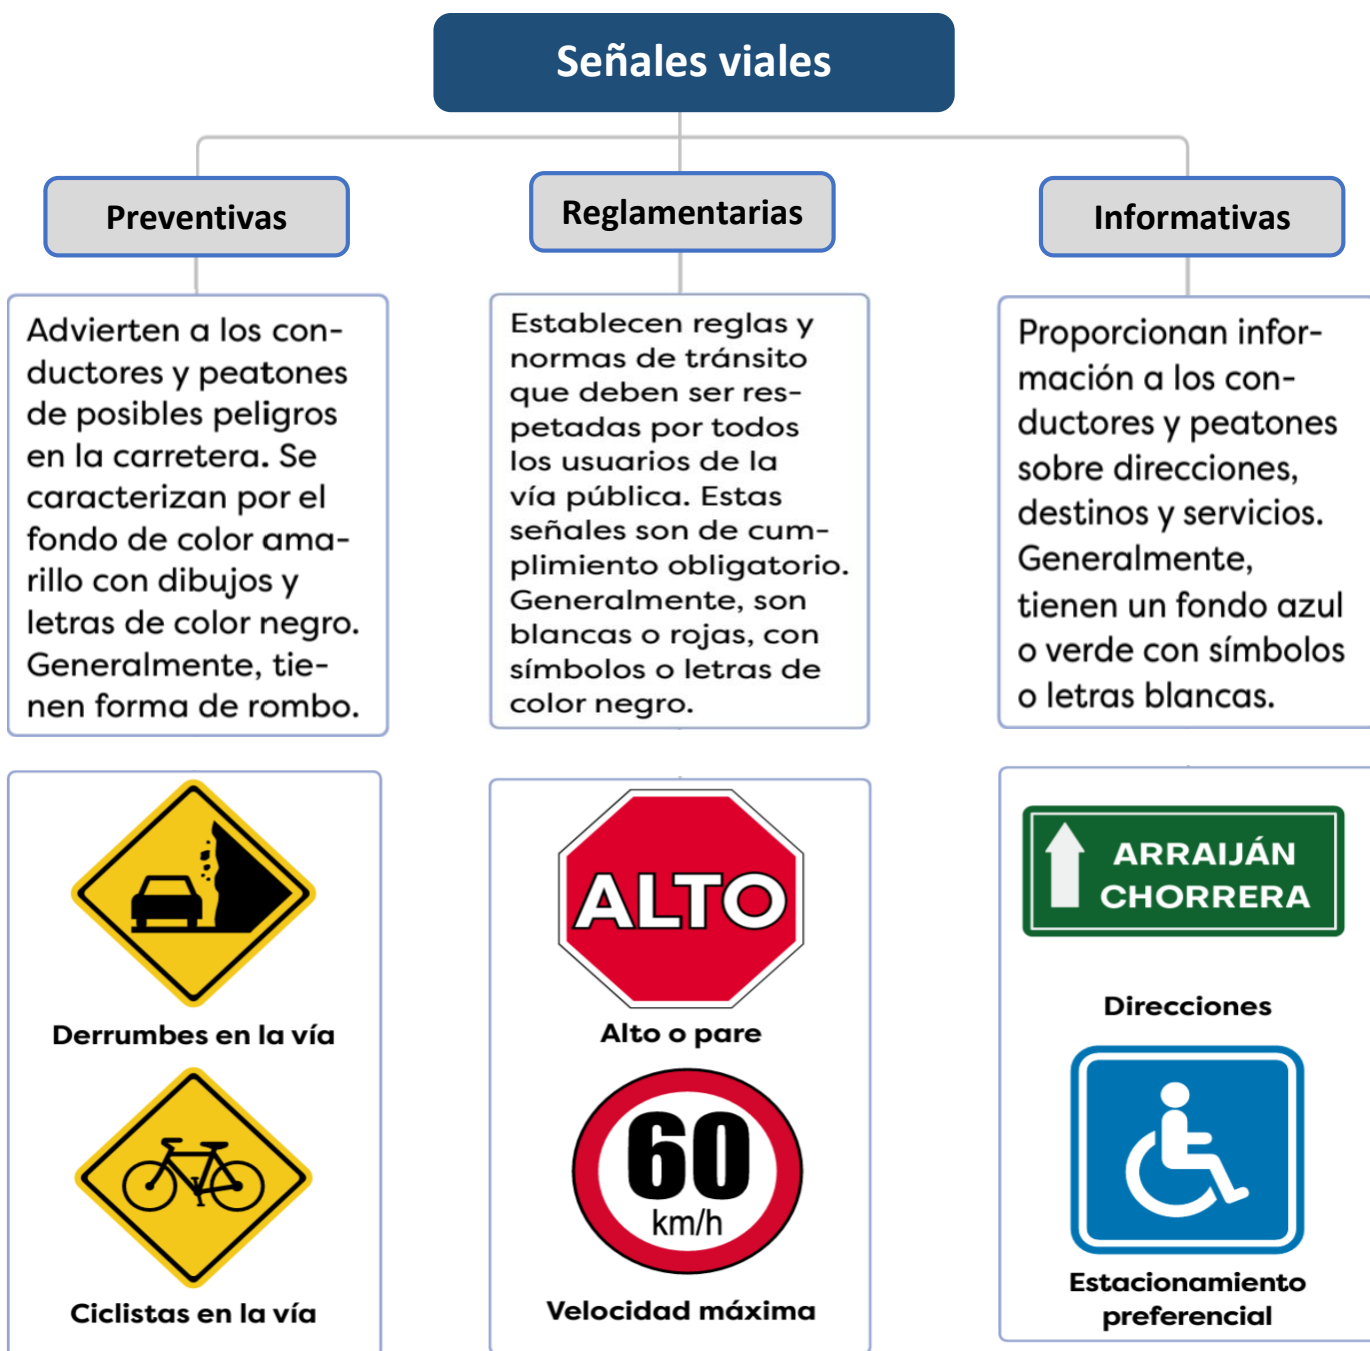 Señales viales
Preventivas
Advierten a los con-
ductores y peatones
de posibles peligros
en la carretera. Se
caracterizan por el
fondo de color ama-
rillo con dibujos y
letras de color negro.
Generalmente, tie-
nen forma de rombo.
Derrumbes en la vía
Ciclistas en la vía
Reglamentarias
Establecen reglas y
normas de tránsito
que deben ser res-
petadas por todos
los usuarios de la
vía pública. Estas
señales son de cum-
plimiento obligatorio.
Generalmente, son
blancas o rojas, con
símbolos o letras de
color negro.
ALTO
Alto o pare
60
km/h
Velocidad máxima
Informativas
Proporcionan infor-
mación a los con-
ductores y peatones
sobre direcciones,
destinos y servicios.
Generalmente,
tienen un fondo azul
o verde con símbolos
o letras blancas.
ARRAIJÁN
CHORRERA
Direcciones
Estacionamiento
preferencial